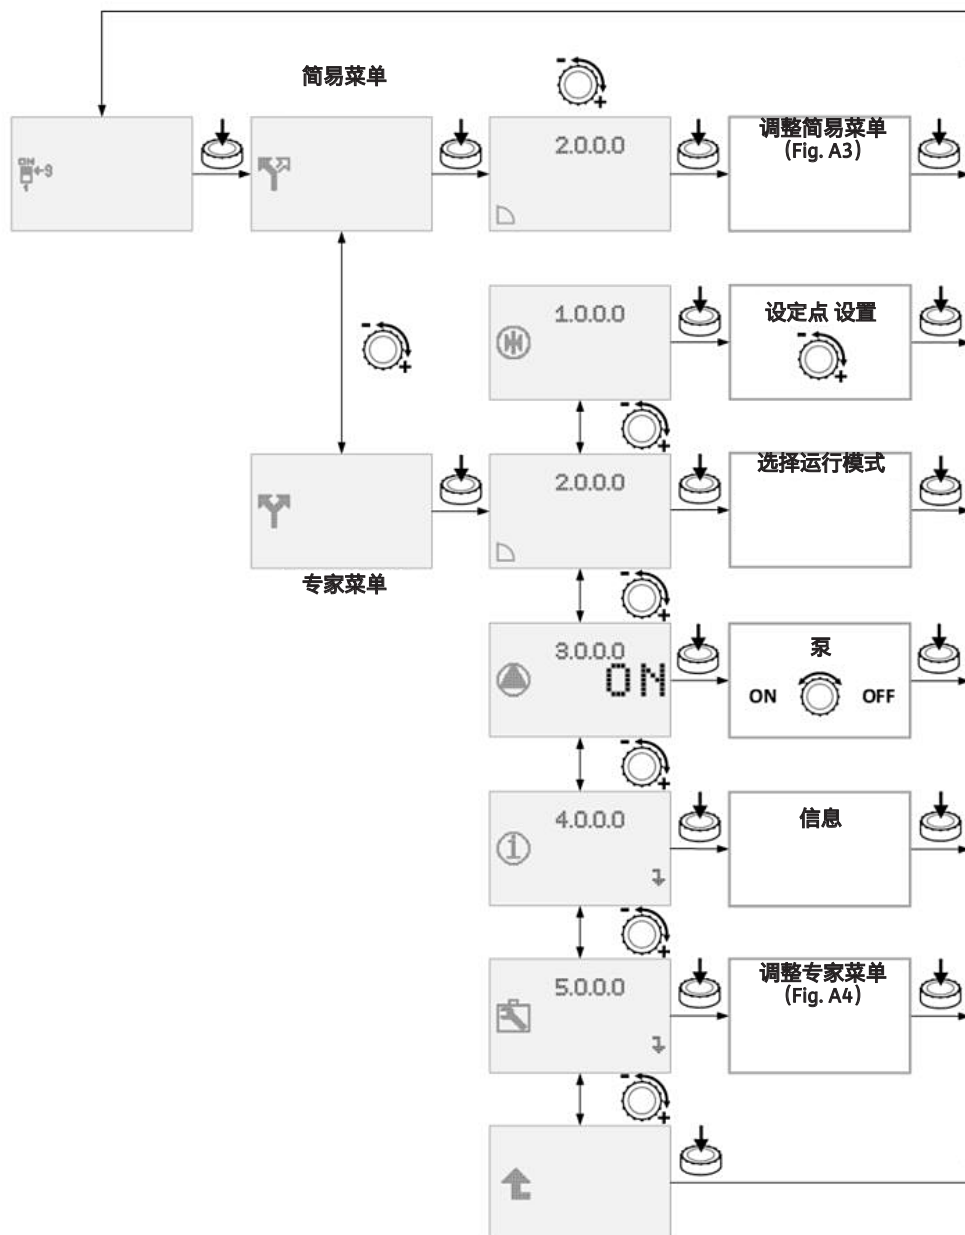 简易菜单
- +
ON
←9
1
2.0.0.0
调整简易菜单
(Fig. A3)
1.0.0.0
设定点 设置
- +
- +
- +
2.0.0.0
选择运行模式
专家菜单
- +
3.0.0.0
ON
泵
ON OFF
- +
4.0.0.0
信息
- +
5.0.0.0
调整专家菜单
(Fig. A4)
- +